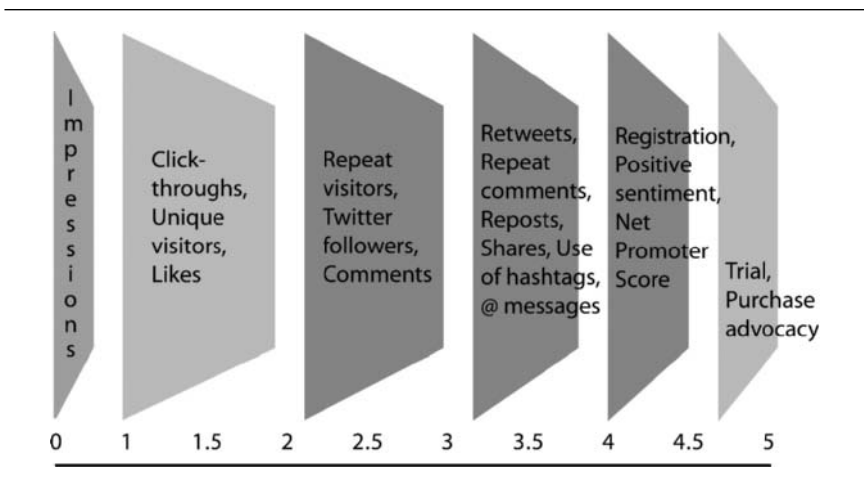 Impressions
Click-
throughs,
Unique
visitors,
Likes
Repeat
visitors,
Twitter
followers,
Comments
Retweets,
Repeat
comments,
Reposts,
Shares, Use
of hashtags,
@ messages
Registration,
Positive
sentiment,
Net
Promoter
Score
Trial,
Purchase
advocacy
0 1 1.5 2 2.5 3 3.5 4 4.5 5